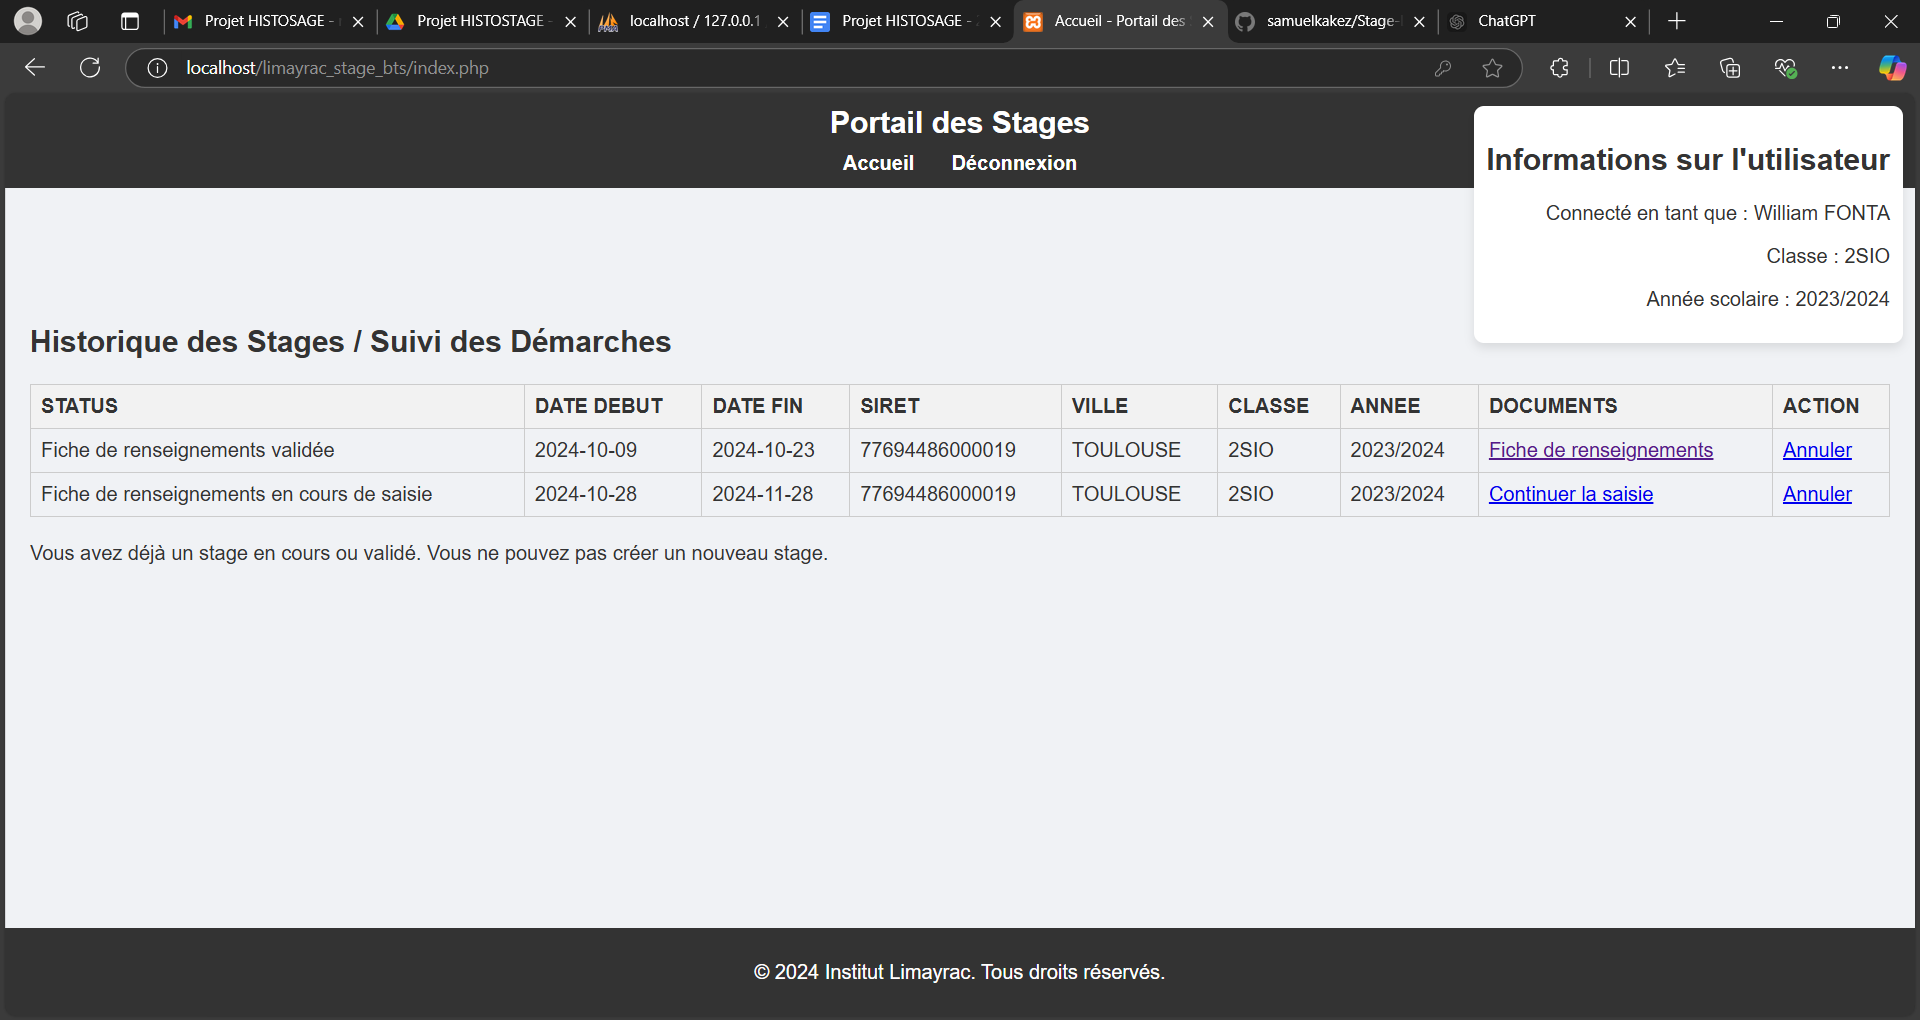 Projet HISTOSAGE -
Projet HISTOSTAGE -
localhost / 127.0.0.1
Projet HISTOSAGE -
Accueil - Portail des
samuelkakez/Stage-
ChatGPT
localhost/limayrac_stage_bts/index.php
Portail des Stages
Accueil Déconnexion
Informations sur l'utilisateur
Connecté en tant que : William FONTA
Classe : 2SIO
Année scolaire : 2023/2024
Historique des Stages / Suivi des Démarches
STATUS DATE DEBUT DATE FIN SIRET VILLE CLASSE ANNEE DOCUMENTS ACTION
Fiche de renseignements validée 2024-10-09 2024-10-23 77694486000019 TOULOUSE 2SIO 2023/2024 Fiche de renseignements Annuler
Fiche de renseignements en cours de saisie 2024-10-28 2024-11-28 77694486000019 TOULOUSE 2SIO 2023/2024 Continuer la saisie Annuler
Vous avez déjà un stage en cours ou validé. Vous ne pouvez pas créer un nouveau stage.
© 2024 Institut Limayrac. Tous droits réservés.